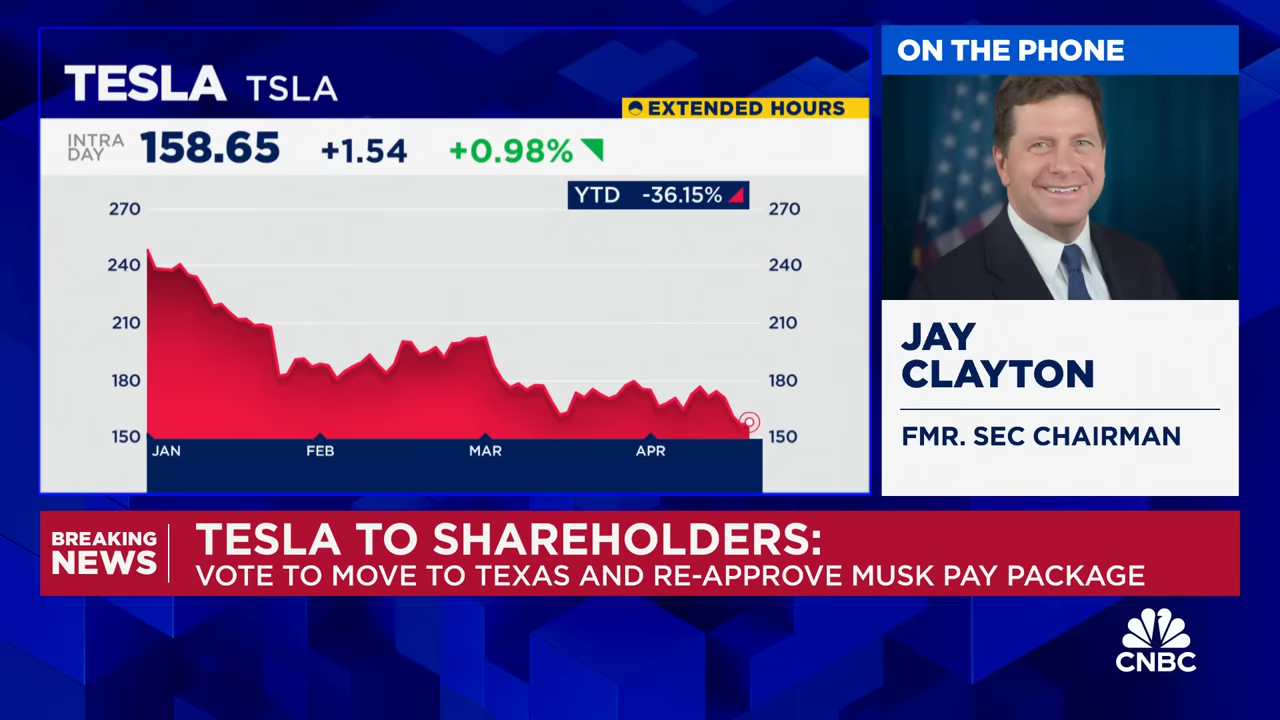 TESLA TSLA
EXTENDED HOURS
INTRA
DAY
158.65 +1.54 +0.98%
YTD -36.15%
270 270
240 240
210 210
180 180
150 150
JAN FEB MAR APR
ON THE PHONE
JAY
CLAYTON
FMR. SEC CHAIRMAN
BREAKING
NEWS
TESLA TO SHAREHOLDERS:
VOTE TO MOVE TO TEXAS AND RE-APPROVE MUSK PAY PACKAGE
CNBC